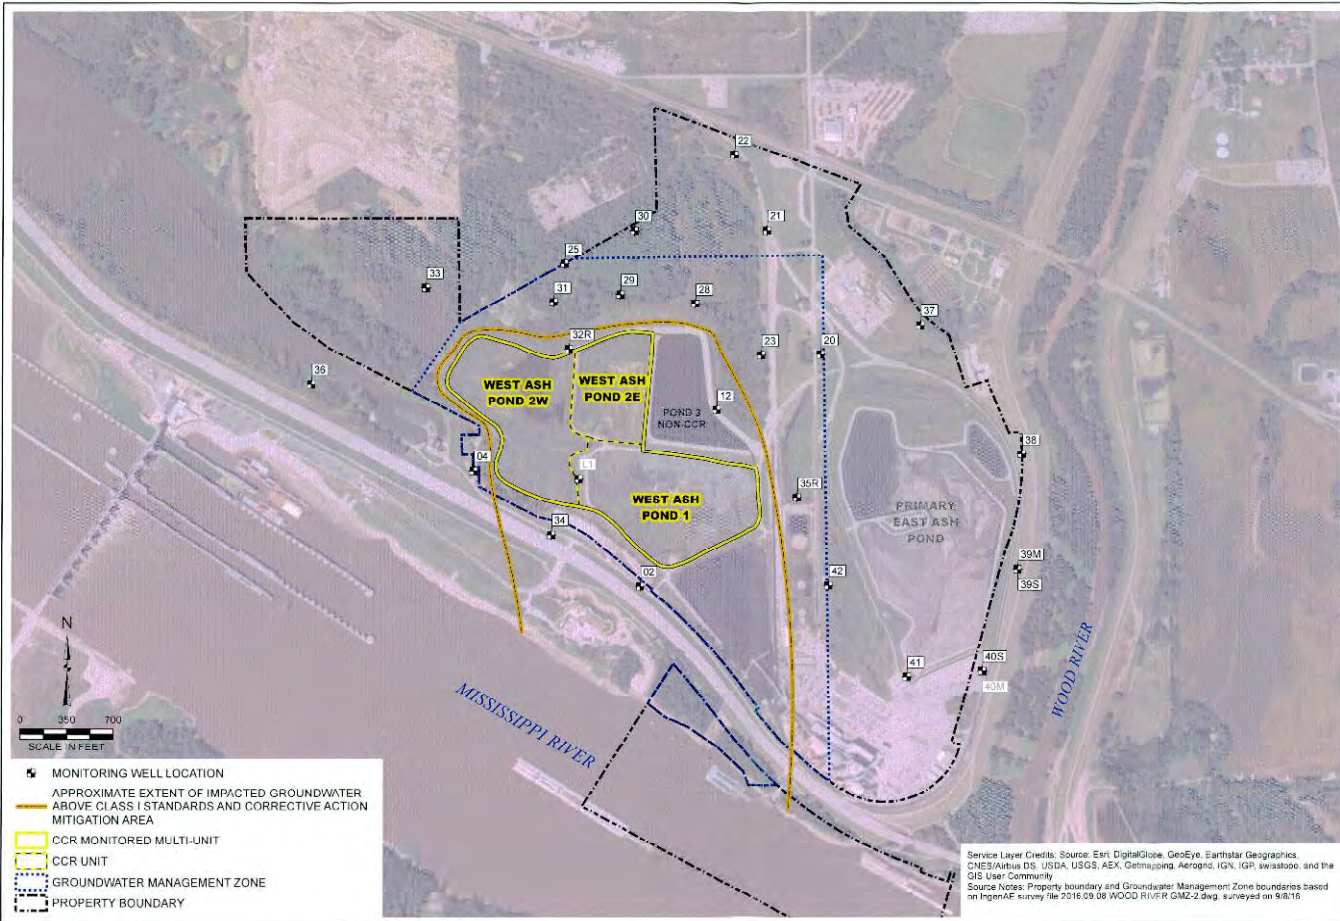 22
30
21
25
33
31
29
28
37
32R
23
20
36
WEST ASH
POND 2W
WEST ASH
POND 2E
12
POND 3
NON-CCR
38
04
L1
35R
WEST ASH
POND 1
PRIMARY
EAST ASH
POND
34
39M
39S
02
42
N
40S
41
40M
MISSISSIPPI RIVER
WOOD RIVER
0 350 700
SCALE IN FEET
MONITORING WELL LOCATION
APPROXIMATE EXTENT OF IMPACTED GROUNDWATER
ABOVE CLASS I STANDARDS AND CORRECTIVE ACTION
MITIGATION AREA
CCR MONITORED MULTI-UNIT
CCR UNIT
GROUNDWATER MANAGEMENT ZONE
PROPERTY BOUNDARY
Service Layer Credits: Source: Esri, DigitalGlobe, GeoEye, Earthstar Geographics,
CNES/Airbus DS, USDA, USGS, AEX, Getmapping, Aerogrid, IGN, IGP, swisstopo, and the
GIS User Community
Source Notes: Property boundary and Groundwater Management Zone boundaries based
on IngenAE survey file 2016.09.08 WOOD RIVER GMZ-2.dwg, surveyed on 9/8/16